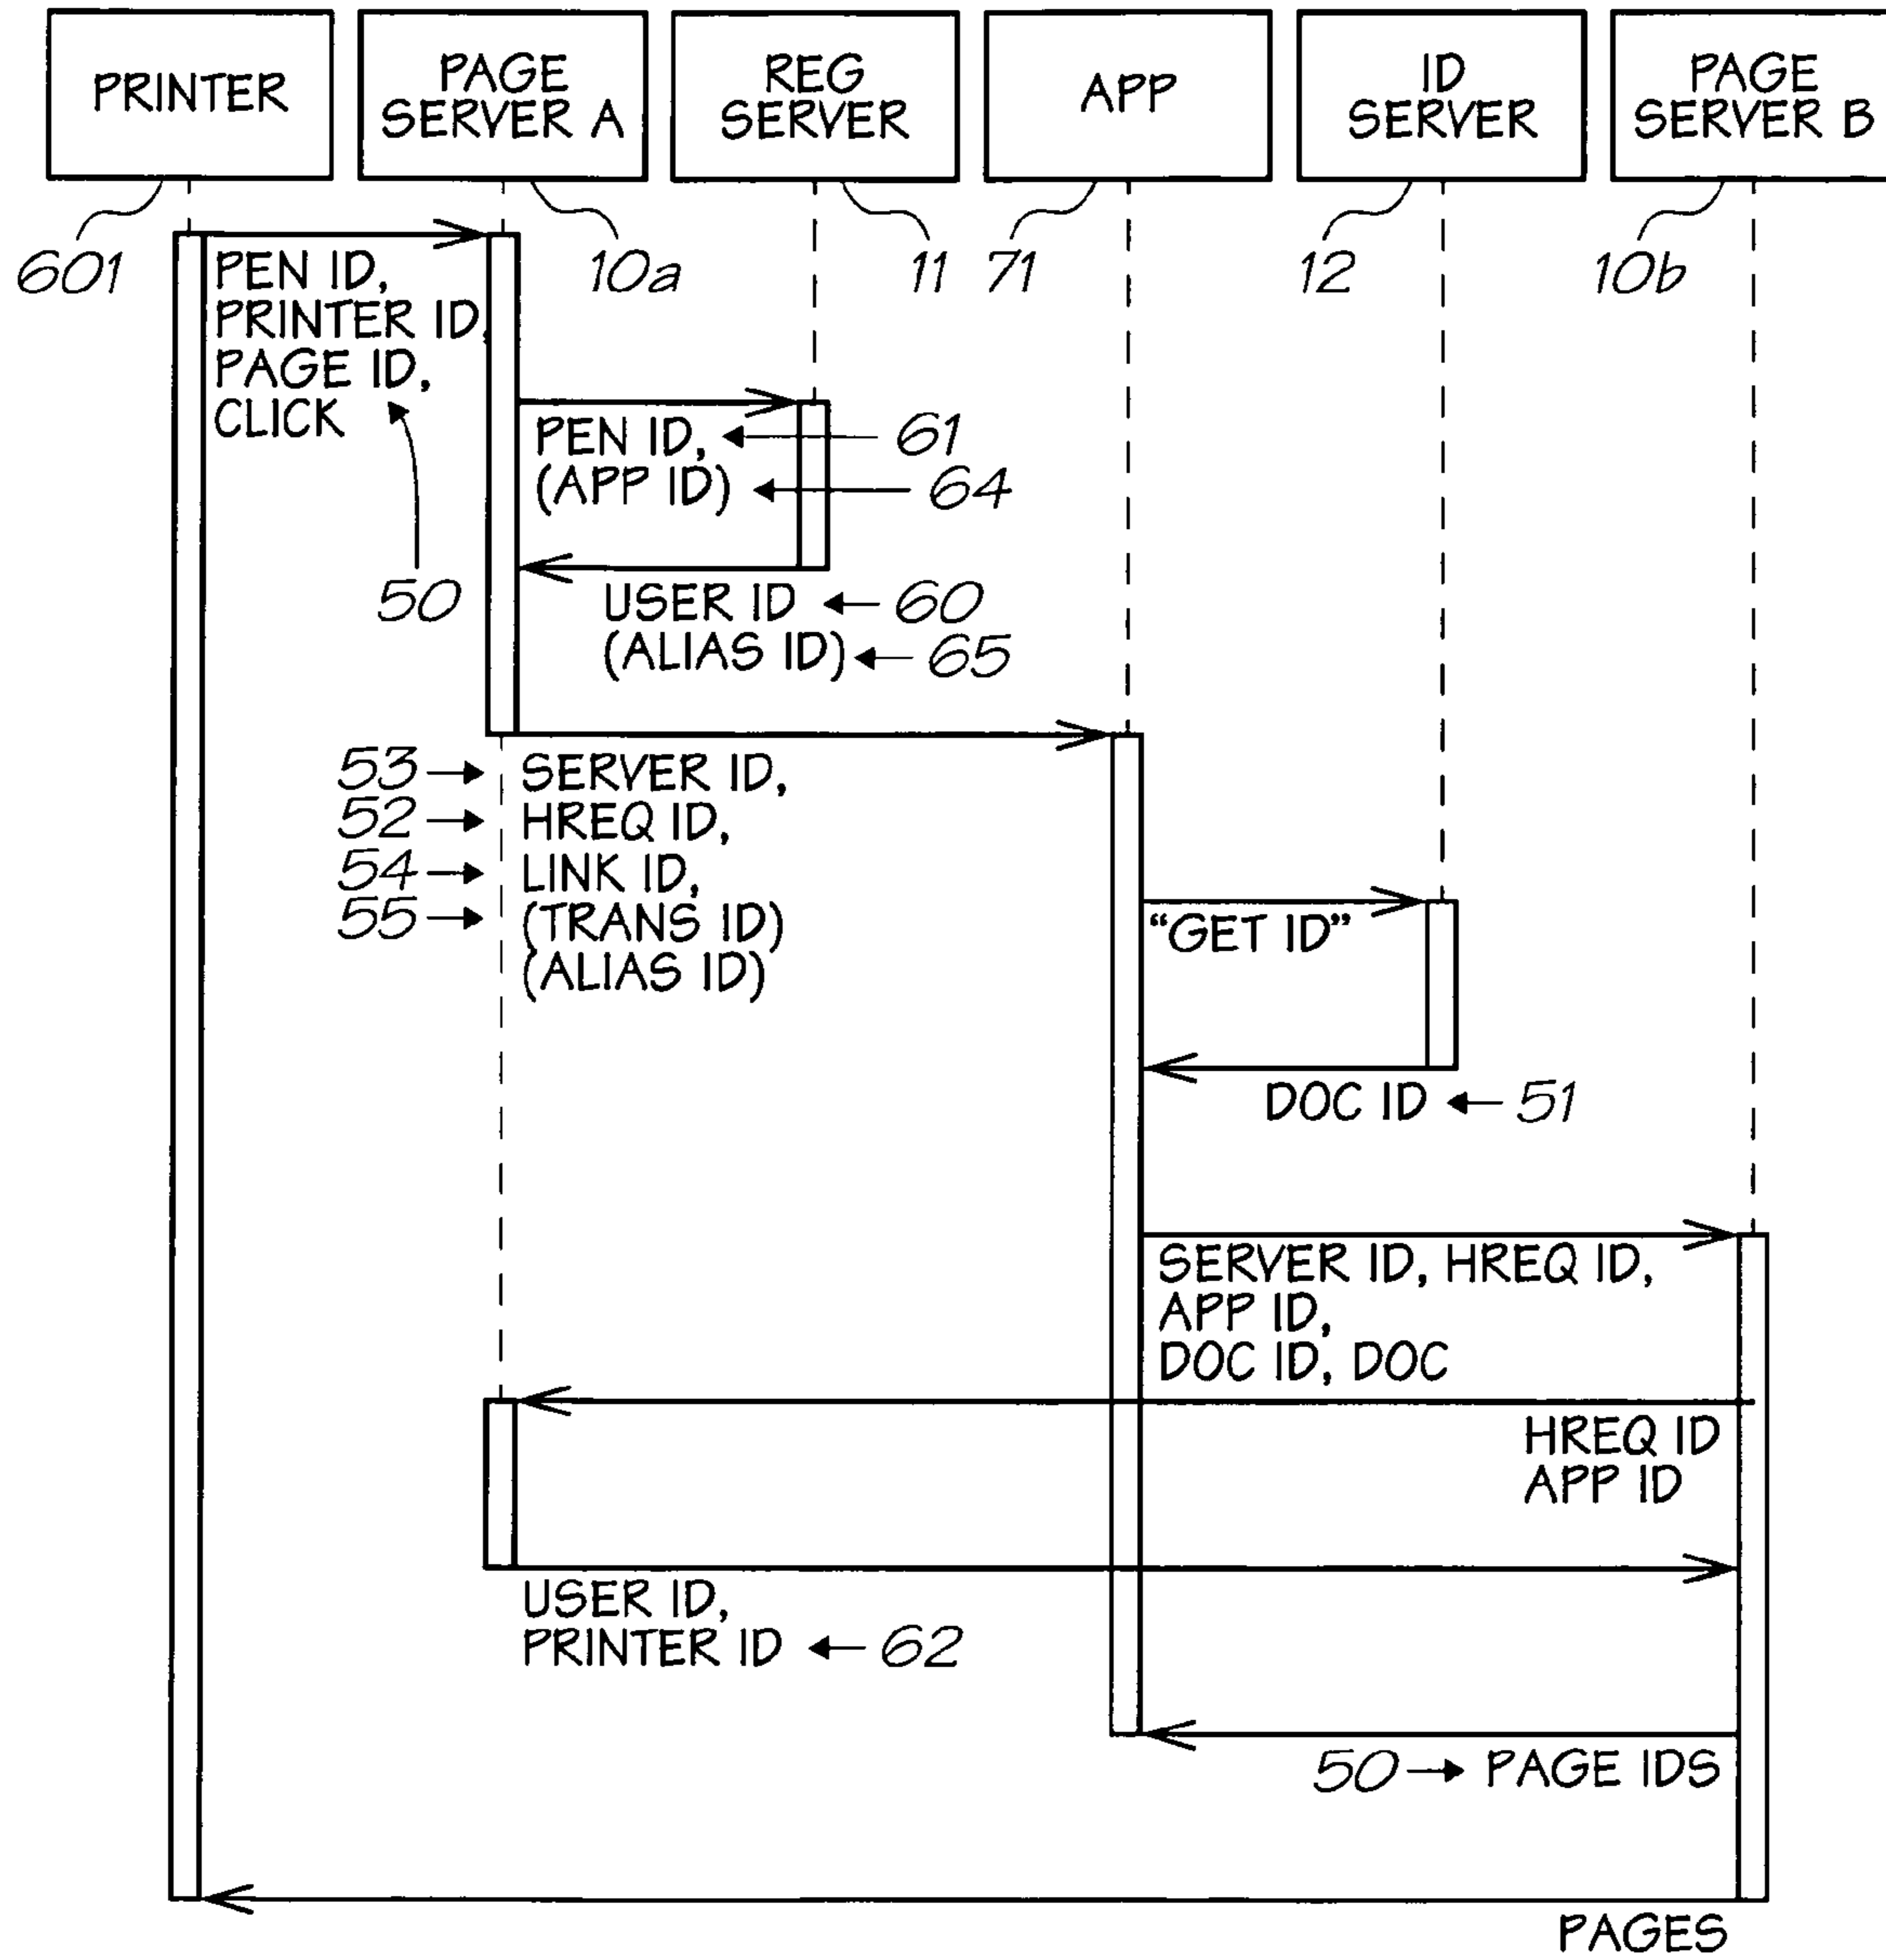 PRINTER
PAGE
SERVER A
REG
SERVER
APP
ID
SERVER
PAGE
SERVER B
601
10a
11
71
12
10b
PEN ID,
PRINTER ID
PAGE ID,
CLICK
50
PEN ID,
61
(APP ID)
64
USER ID
60
(ALIAS ID)
65
53
SERVER ID,
52
HREQ ID,
54
LINK ID,
55
(TRANS ID)
(ALIAS ID)
“GET ID”
DOC ID
51
SERVER ID, HREQ ID,
APP ID,
DOC ID, DOC
HREQ ID
APP ID
USER ID,
PRINTER ID
62
50
PAGE IDS
PAGES